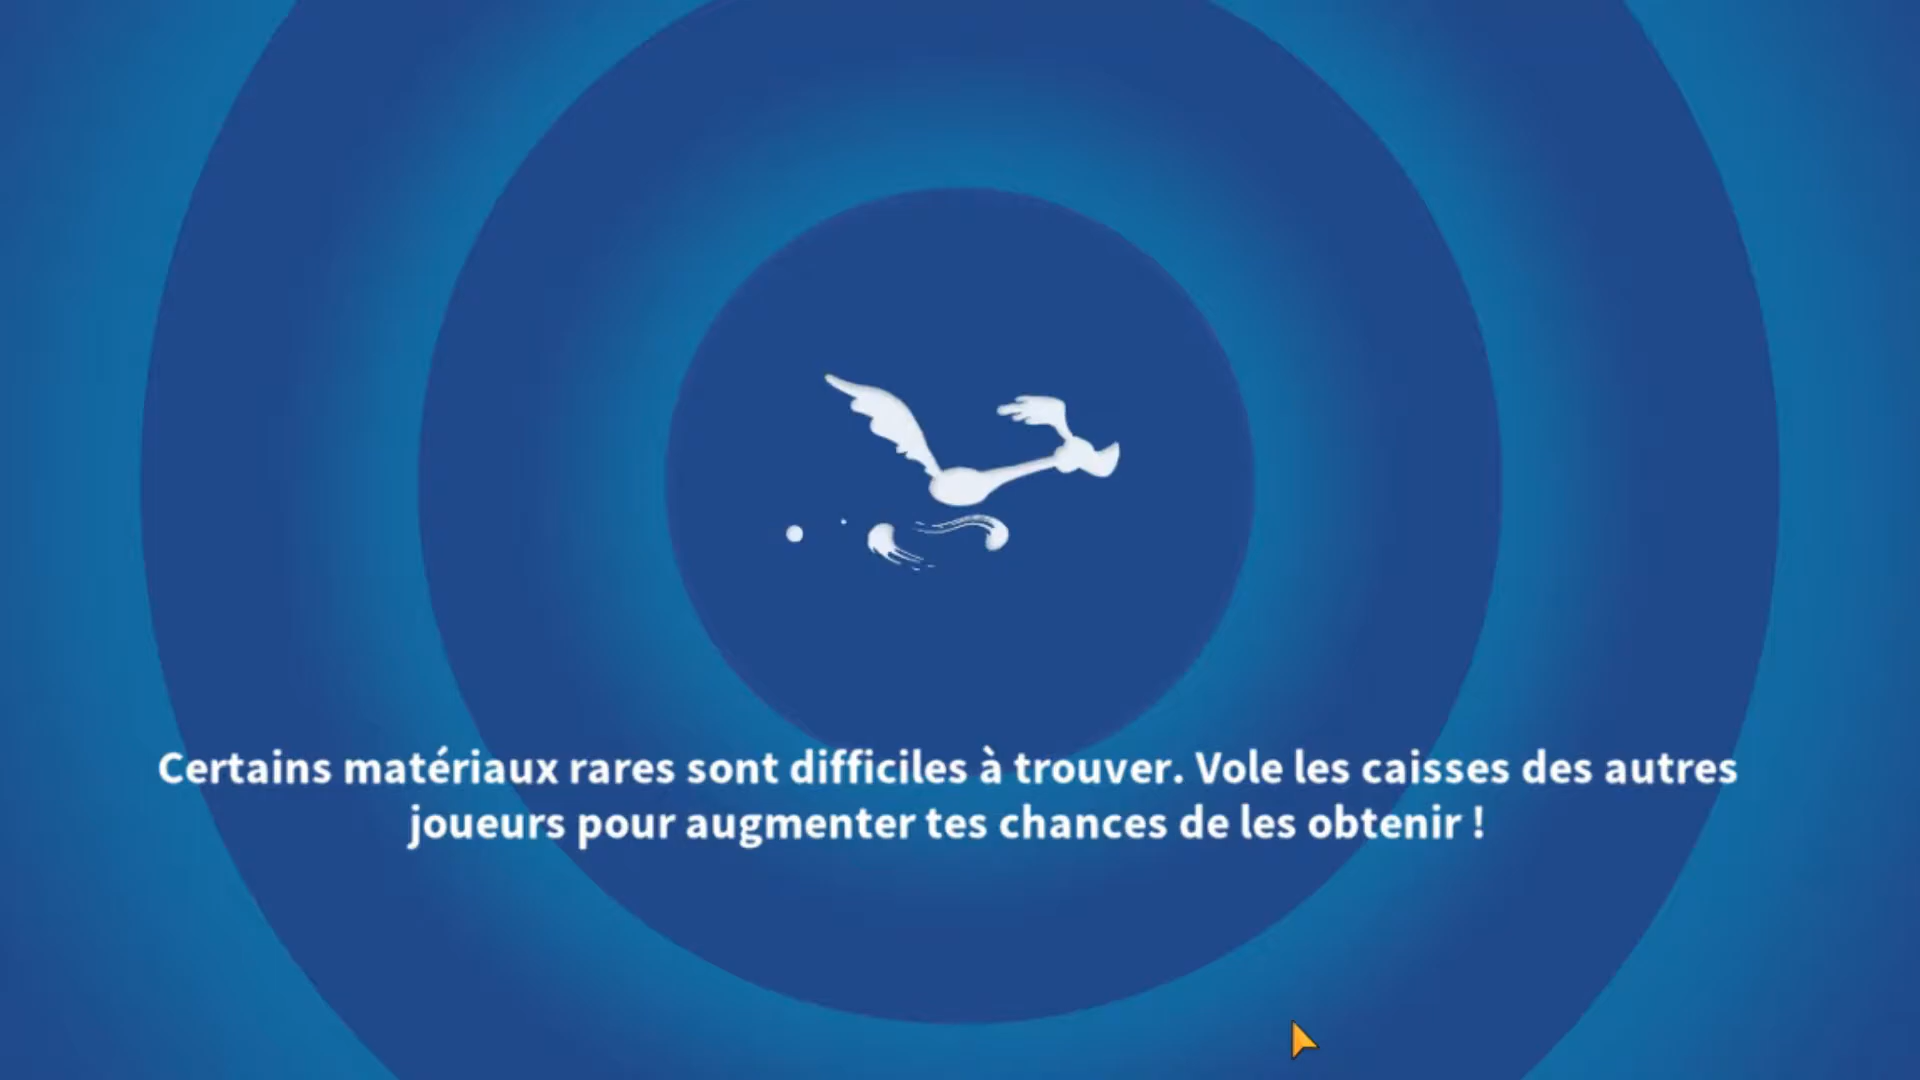 Certains matériaux rares sont difficiles à trouver. Vole les caisses des autres
joueurs pour augmenter tes chances de les obtenir !